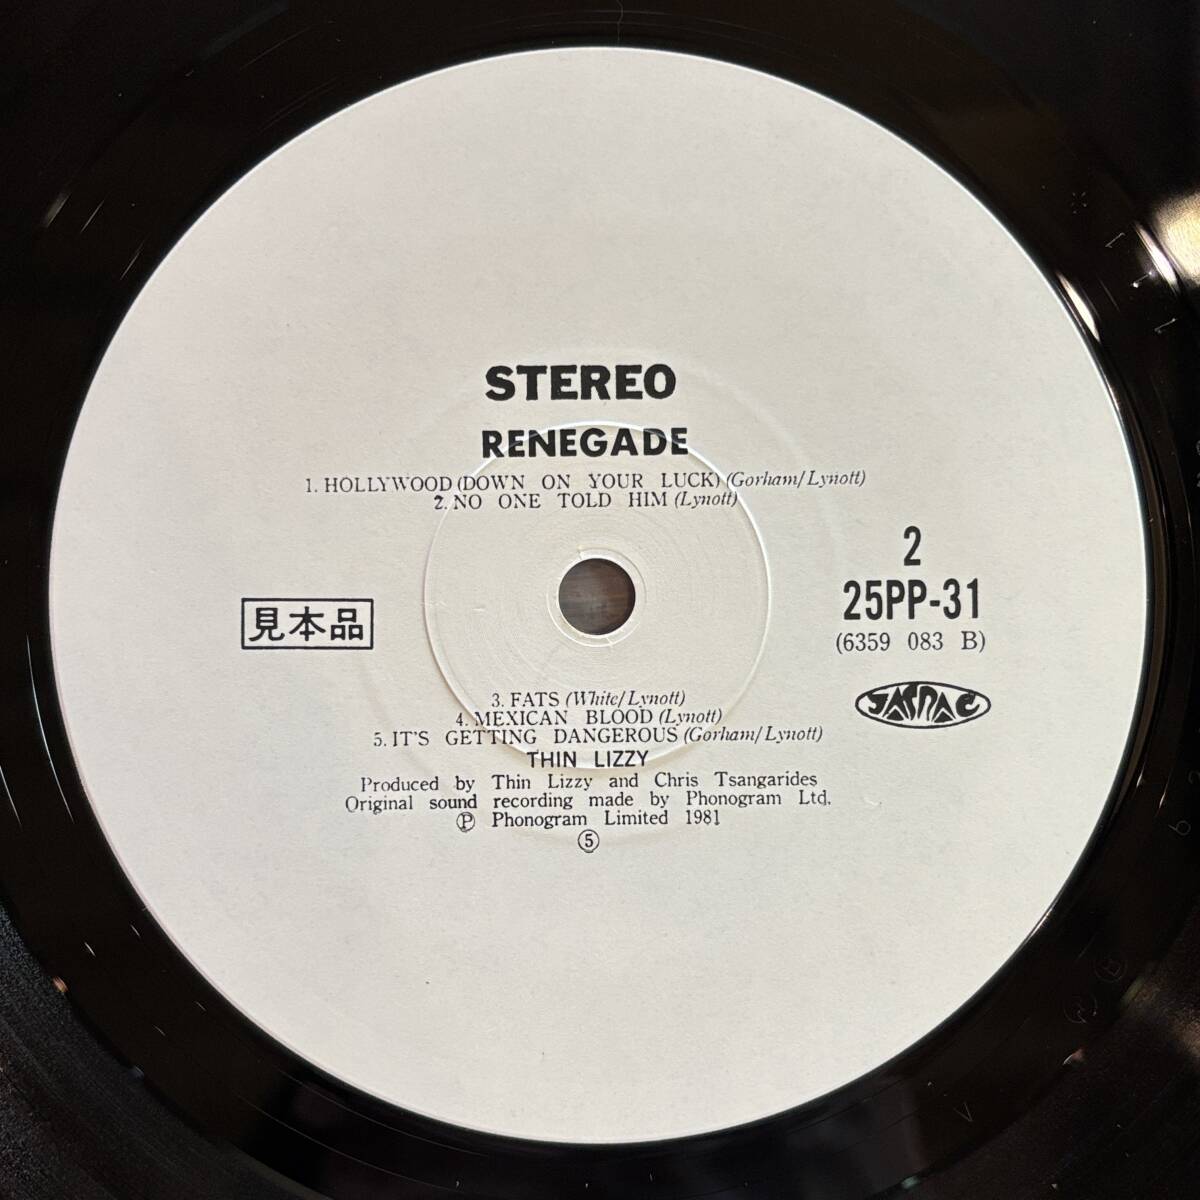 STEREO
RENEGADE
1. HOLLYWOOD (DOWN ON YOUR LUCK) (Gorham/Lynott)
2. NO ONE TOLD HIM (Lynott)
2
25PP-31
(6359 083 B)
見本品
JASRAC
3. FATS (White/Lynott)
4. MEXICAN BLOOD (Lynott)
5. IT'S GETTING DANGEROUS (Gorham/Lynott)
THIN LIZZY
Produced by Thin Lizzy and Chris Tsangarides
Original sound recording made by Phonogram Ltd.
Ⓟ Phonogram Limited 1981
⑤